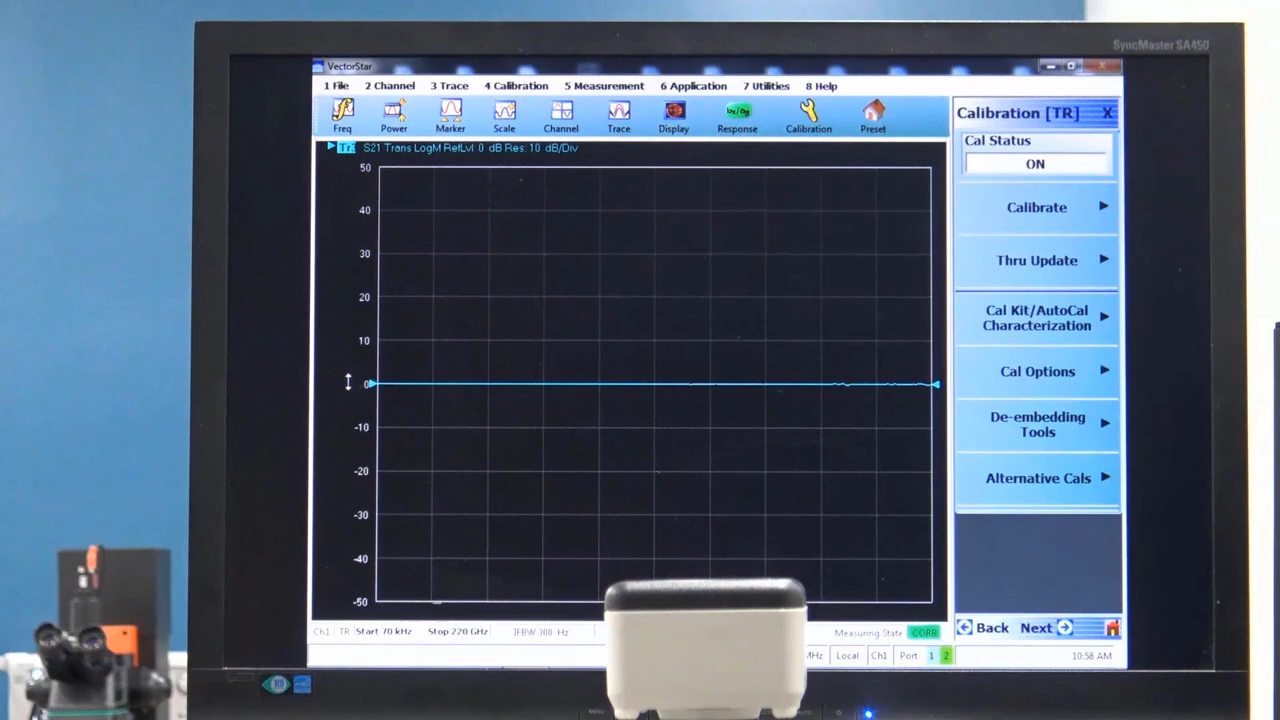 SyncMaster SA450
VectorStar
1 File 2 Channel 3 Trace 4 Calibration 5 Measurement 6 Application 7 Utilities 8 Help
Freq Power Marker Scale Channel Trace Display Response Calibration Preset
Calibration [TR] X
Cal Status
ON
Calibrate
Thru Update
Cal Kit/AutoCal
Characterization
Cal Options
De-embedding
Tools
Alternative Cals
Back Next
S21 Trans LogM RefLvl: 0 dB Res: 10 dB/Div
50
40
30
20
10
0
-10
-20
-30
-40
-50
Ch1 TR Start 70 kHz Stop 220 GHz IFBW 300 Hz Measuring State CORR
MHz Local Ch1 Port 1 2 10:58 AM